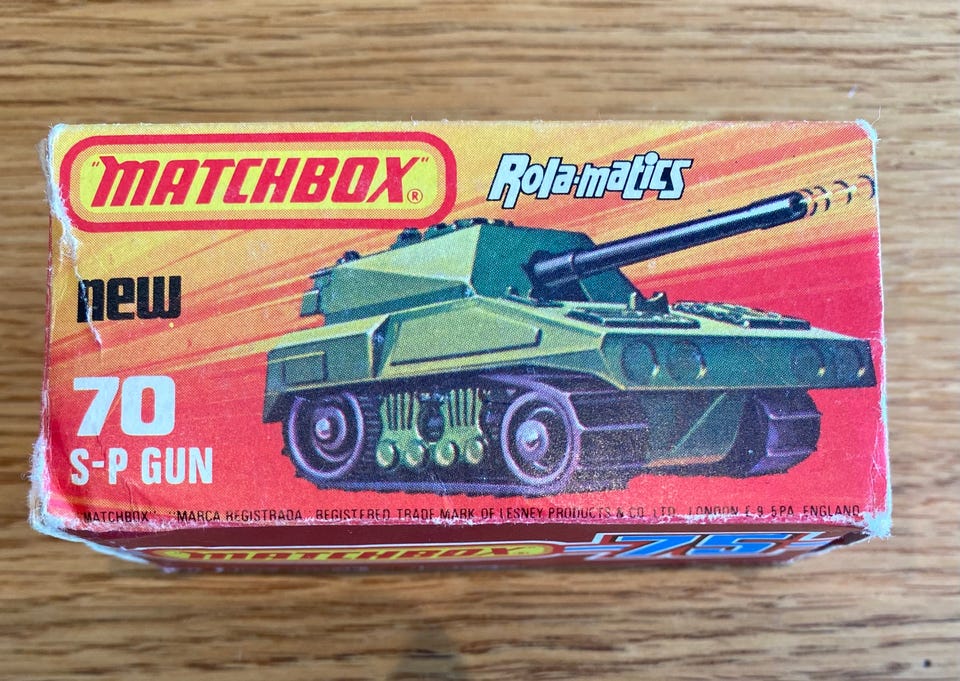 "MATCHBOX"®
Rola-matics
new
70
S-P GUN
"MATCHBOX" "MARCA REGISTRADA REGISTERED TRADE MARK OF LESNEY PRODUCTS & CO. LTD. LONDON E.9 5PA ENGLAND
MATCHBOX 75